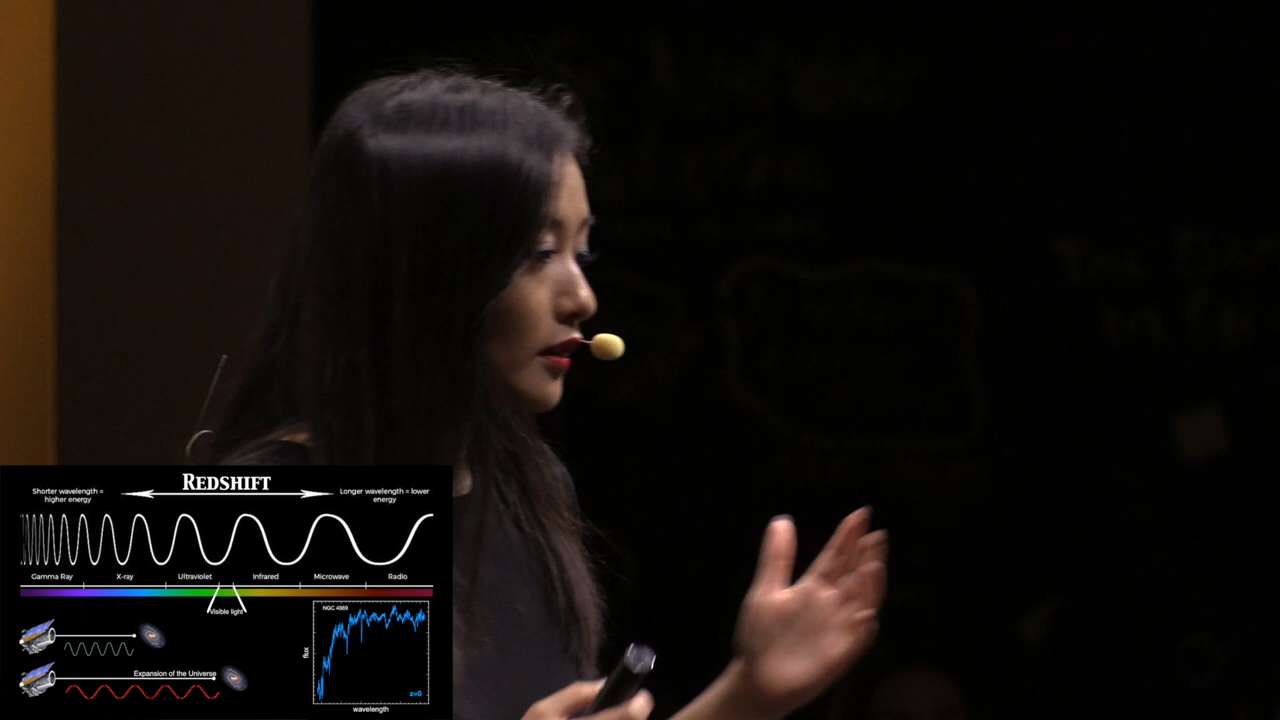 REDSHIFT
Shorter wavelength =
higher energy
Longer wavelength = lower
energy
Gamma Ray
X-ray
Ultraviolet
Infrared
Microwave
Radio
Visible light
Expansion of the Universe
NGC 4889
flux
z=0
wavelength